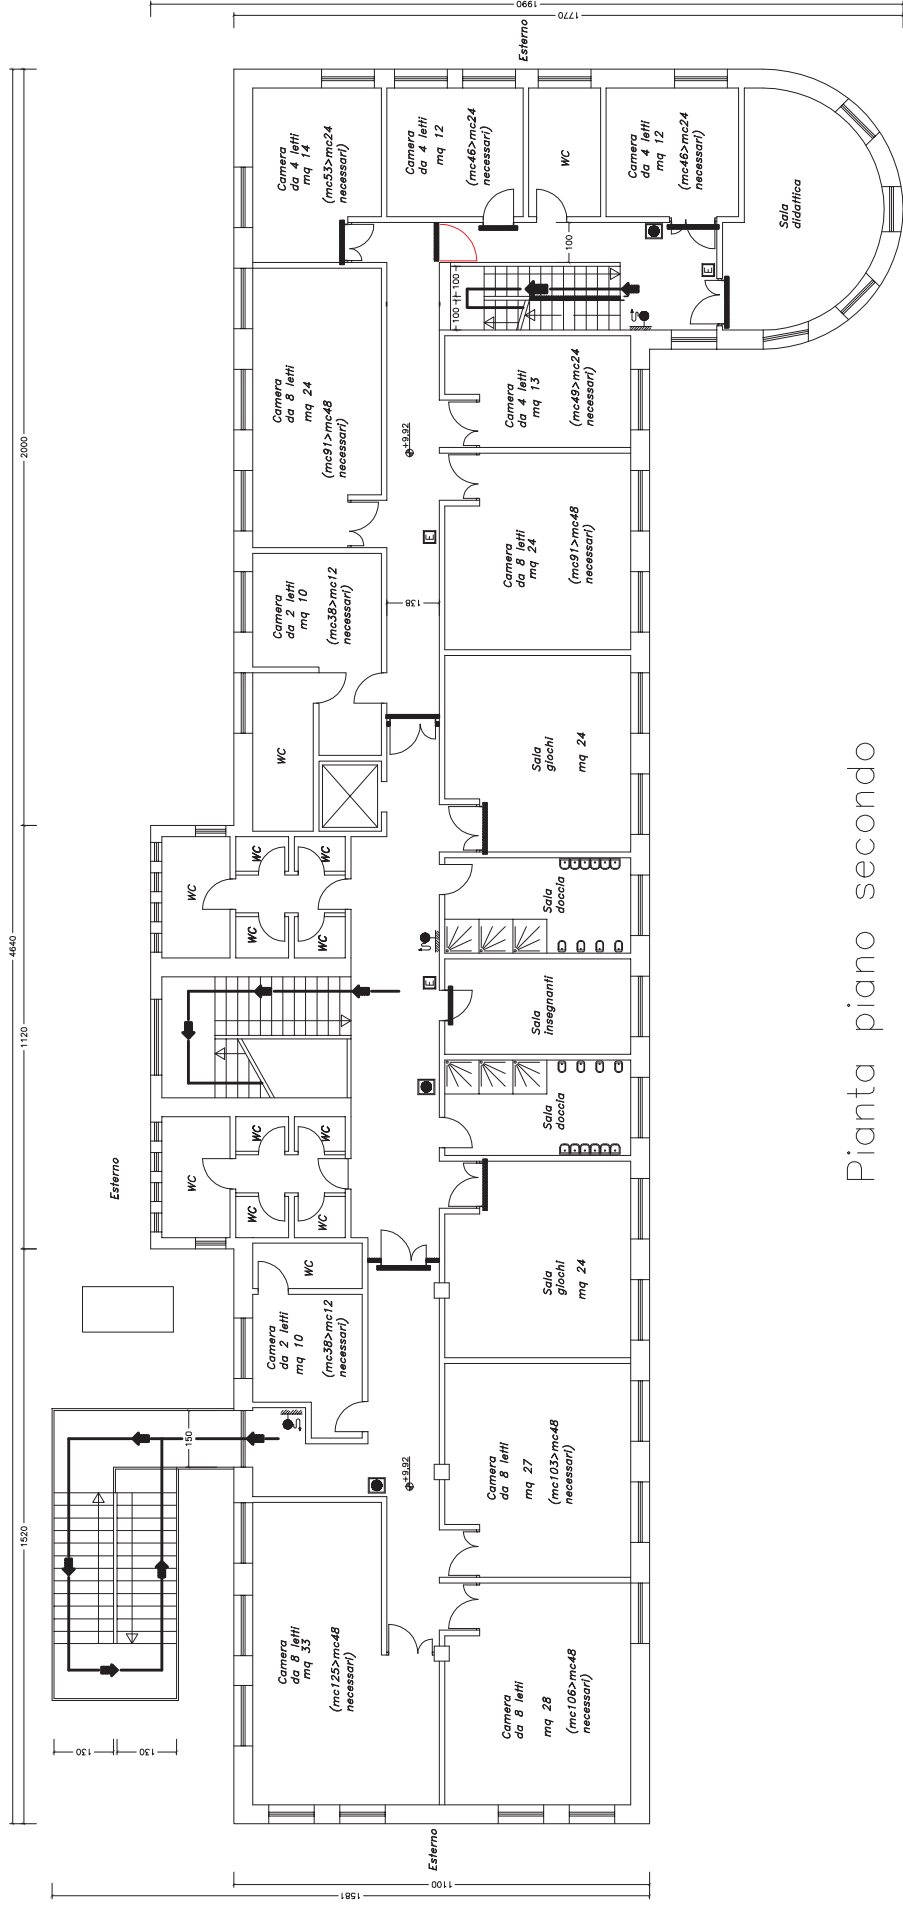 1990
1770
Esterno
4640
2000
1120
1520
Camera
da 4 letti
mq 14
(mc53>mc24
necessari)
Camera
da 4 letti
mq 12
(mc46>mc24
necessari)
WC
Camera
da 4 letti
mq 12
(mc46>mc24
necessari)
Sala
didattica
100
100
100
E
Camera
da 8 letti
mq 24
(mc91>mc48
necessari)
Camera
da 4 letti
mq 13
(mc49>mc24
necessari)
+9.92
E
Camera
da 8 letti
mq 24
(mc91>mc48
necessari)
Camera
da 2 letti
mq 10
(mc38>mc12
necessari)
138
WC
Sala
giochi
mq 24
WC
WC
WC
WC
WC
Sala
doccia
E
Sala
insegnanti
Sala
doccia
WC
WC
WC
WC
WC
Esterno
WC
Camera
da 2 letti
mq 10
(mc38>mc12
necessari)
Sala
giochi
mq 24
150
+9.92
Camera
da 8 letti
mq 27
(mc103>mc48
necessari)
Camera
da 8 letti
mq 33
(mc125>mc48
necessari)
Camera
da 8 letti
mq 28
(mc106>mc48
necessari)
130
130
Esterno
1100
1581
Pianta piano secondo